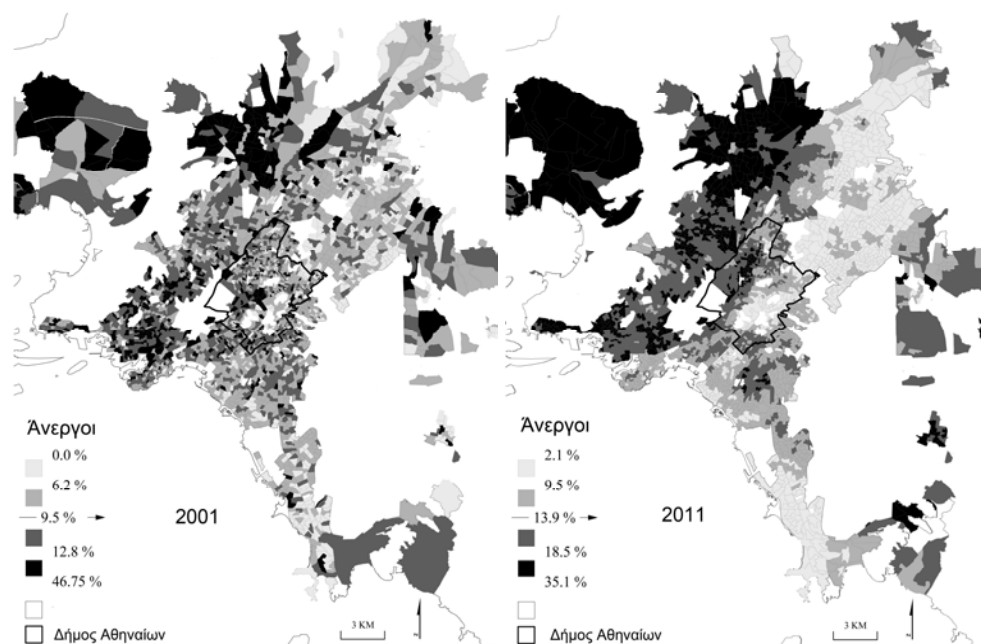 Άνεργοι
0.0 %
6.2 %
9.5 %
12.8 %
46.75 %
Δήμος Αθηναίων
2001
3 KM
Άνεργοι
2.1 %
9.5 %
13.9 %
18.5 %
35.1 %
Δήμος Αθηναίων
2011
3 KM